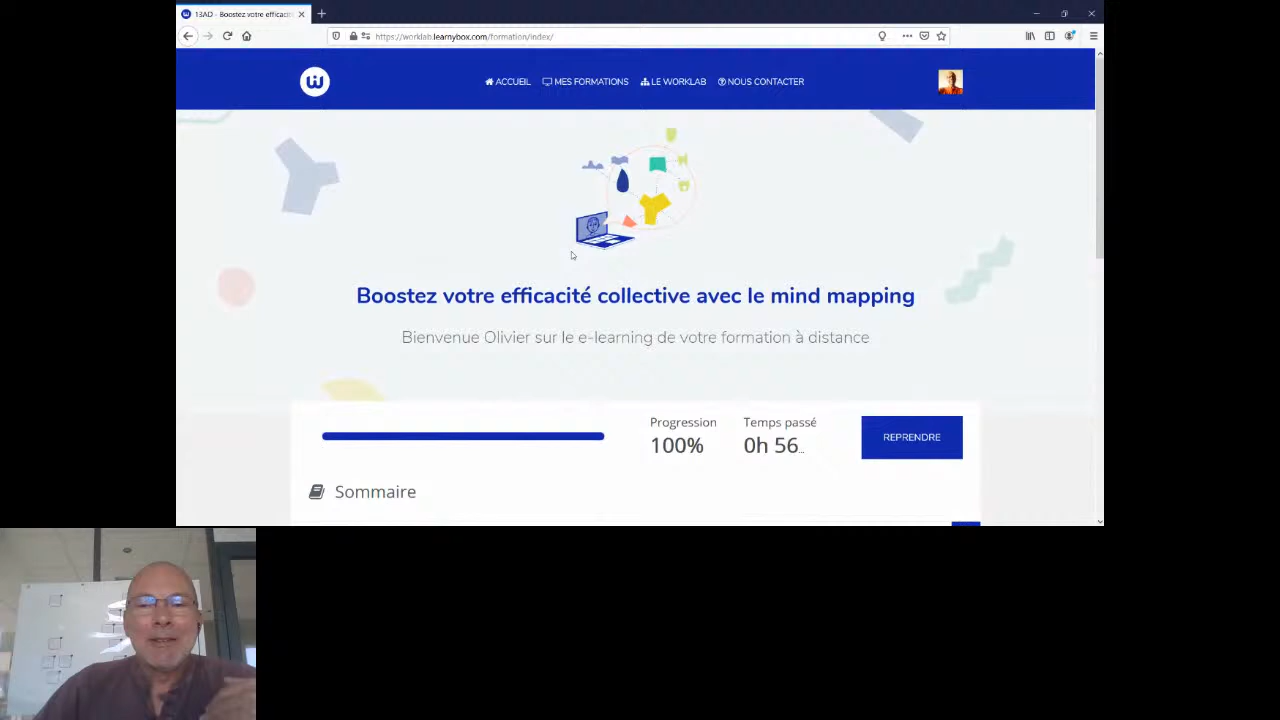 13AD - Boostez votre efficacit
https://worklab.learnybox.com/formation/index/
ACCUEIL MES FORMATIONS LE WORKLAB NOUS CONTACTER
Boostez votre efficacité collective avec le mind mapping
Bienvenue Olivier sur le e-learning de votre formation à distance
Progression Temps passé
100% 0h 56... REPRENDRE
Sommaire